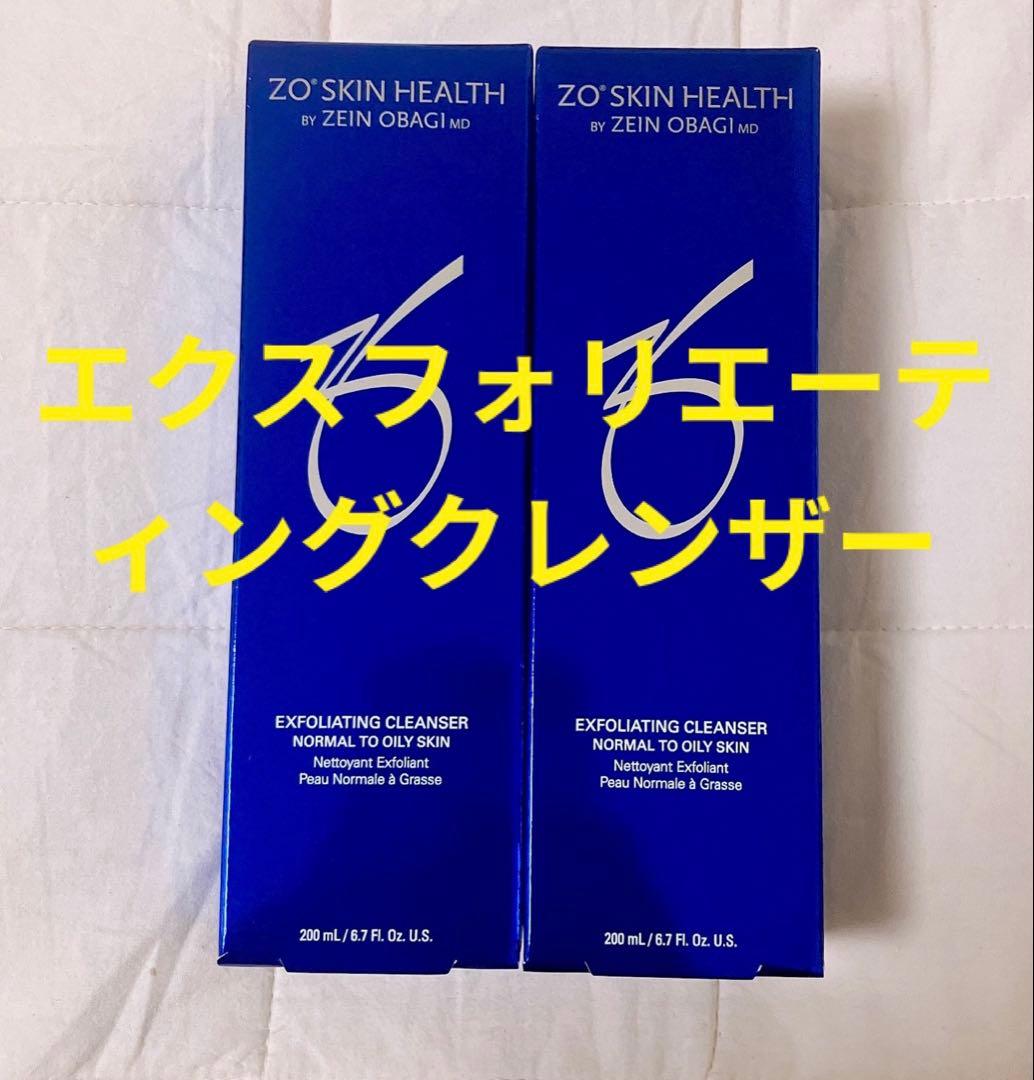 ZO® SKIN HEALTH
BY ZEIN OBAGI MD
エクスフォリエーテ
ィングクレンザー
EXFOLIATING CLEANSER
NORMAL TO OILY SKIN
Nettoyant Exfoliant
Peau Normale à Grasse
200 mL / 6.7 Fl. Oz. U.S.
ZO® SKIN HEALTH
BY ZEIN OBAGI MD
EXFOLIATING CLEANSER
NORMAL TO OILY SKIN
Nettoyant Exfoliant
Peau Normale à Grasse
200 mL / 6.7 Fl. Oz. U.S.